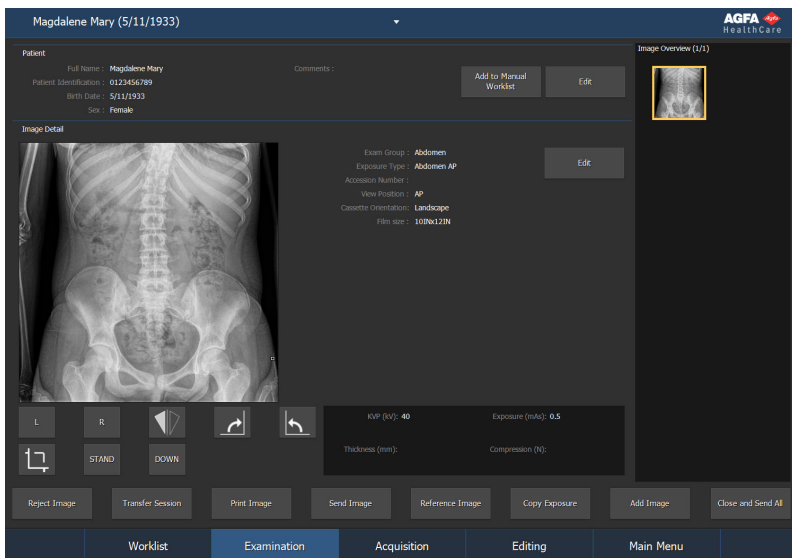 Magdalene Mary (5/11/1933)
AGFA
HealthCare
Patient
Full Name : Magdalene Mary
Patient Identification : 0123456789
Birth Date : 5/11/1933
Sex : Female
Comments :
Add to Manual
Worklist
Edit
Image Overview (1/1)
Image Detail
Exam Group : Abdomen
Exposure Type : Abdomen AP
Accession Number :
View Position : AP
Cassette Orientation: Landscape
Film size : 10INx12IN
Edit
L
R
STAND
DOWN
KVP (kV): 40
Exposure (mAs): 0.5
Thickness (mm):
Compression (N):
Reject Image
Transfer Session
Print Image
Send Image
Reference Image
Copy Exposure
Add Image
Close and Send All
Worklist
Examination
Acquisition
Editing
Main Menu